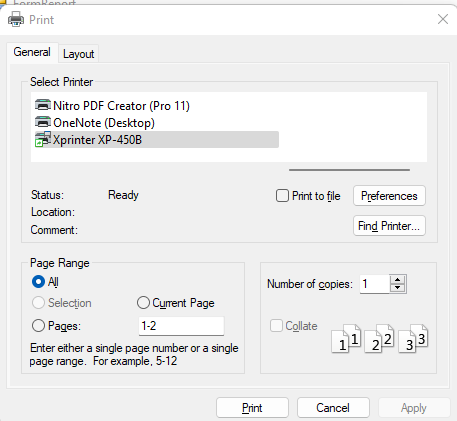 FormReport
Print
General
Layout
Select Printer
Nitro PDF Creator (Pro 11)
OneNote (Desktop)
Xprinter XP-450B
Status: Ready
Print to file
Preferences
Location:
Comment:
Find Printer...
Page Range
All
Selection
Current Page
Pages:
1-2
Enter either a single page number or a single
page range. For example, 5-12
Number of copies:
1
Collate
1 1 2 2 3 3
Print
Cancel
Apply